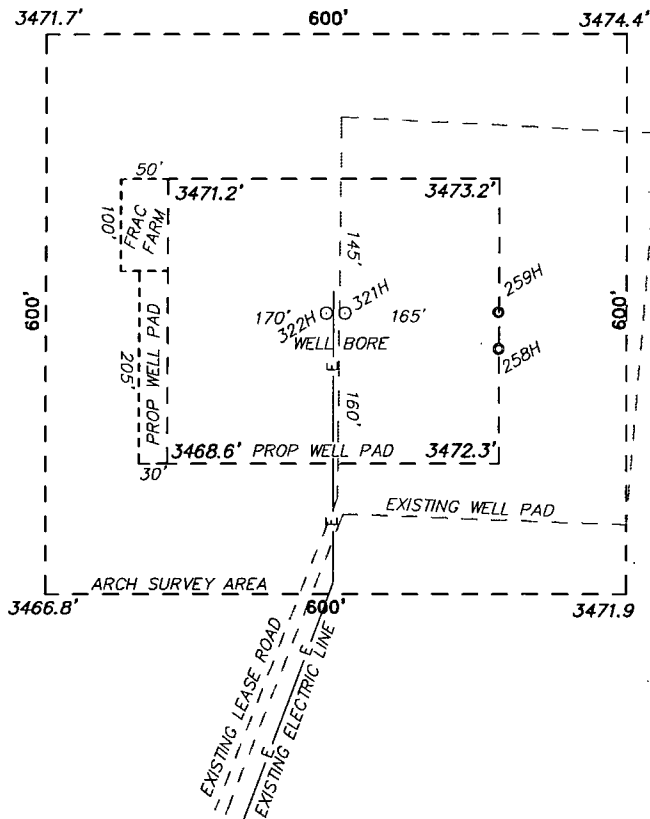 3471.7'
600'
3474.4'
50'
3471.2'
3473.2'
100'
FRAC
FARM
145'
600'
170'
322H
321H
165'
259H
600'
WELL BORE
258H
E
205'
PROP WELL PAD
160'
3468.6'
PROP WELL PAD
3472.3'
30'
EXISTING WELL PAD
E
ARCH SURVEY AREA
3466.8'
600'
3471.9
EXISTING LEASE ROAD
E
E
EXISTING ELECTRIC LINE